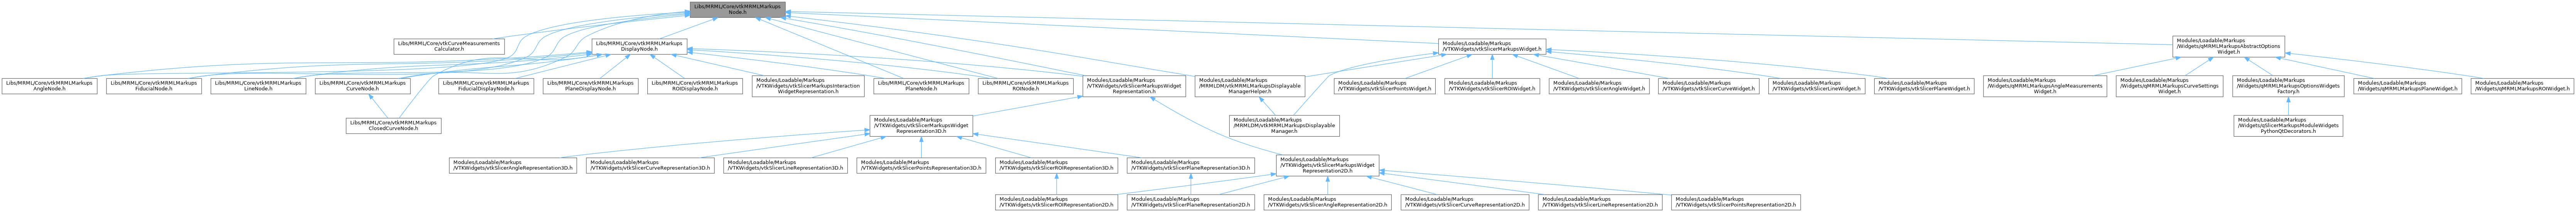 Libs/MRML/Core/vtkMRMLMarkups
Node.h
Libs/MRML/Core/vtkCurveMeasurements
Calculator.h
Libs/MRML/Core/vtkMRMLMarkups
DisplayNode.h
Modules/Loadable/Markups
/VTKWidgets/vtkSlicerMarkupsWidget.h
Modules/Loadable/Markups
/Widgets/qMRMLMarkupsAbstractOptions
Widget.h
Libs/MRML/Core/vtkMRMLMarkups
AngleNode.h
Libs/MRML/Core/vtkMRMLMarkups
FiducialNode.h
Libs/MRML/Core/vtkMRMLMarkups
LineNode.h
Libs/MRML/Core/vtkMRMLMarkups
CurveNode.h
Libs/MRML/Core/vtkMRMLMarkups
FiducialDisplayNode.h
Libs/MRML/Core/vtkMRMLMarkups
PlaneDisplayNode.h
Libs/MRML/Core/vtkMRMLMarkups
ROIDisplayNode.h
Modules/Loadable/Markups
/VTKWidgets/vtkSlicerMarkupsInteraction
WidgetRepresentation.h
Libs/MRML/Core/vtkMRMLMarkups
PlaneNode.h
Libs/MRML/Core/vtkMRMLMarkups
ROINode.h
Modules/Loadable/Markups
/VTKWidgets/vtkSlicerMarkupsWidget
Representation.h
Modules/Loadable/Markups
/MRMLDM/vtkMRMLMarkupsDisplayable
ManagerHelper.h
Modules/Loadable/Markups
/VTKWidgets/vtkSlicerPointsWidget.h
Modules/Loadable/Markups
/VTKWidgets/vtkSlicerROIWidget.h
Modules/Loadable/Markups
/VTKWidgets/vtkSlicerAngleWidget.h
Modules/Loadable/Markups
/VTKWidgets/vtkSlicerCurveWidget.h
Modules/Loadable/Markups
/VTKWidgets/vtkSlicerLineWidget.h
Modules/Loadable/Markups
/VTKWidgets/vtkSlicerPlaneWidget.h
Modules/Loadable/Markups
/Widgets/qMRMLMarkupsAngleMeasurements
Widget.h
Modules/Loadable/Markups
/Widgets/qMRMLMarkupsCurveSettings
Widget.h
Modules/Loadable/Markups
/Widgets/qMRMLMarkupsOptionsWidgets
Factory.h
Modules/Loadable/Markups
/Widgets/qMRMLMarkupsPlaneWidget.h
Modules/Loadable/Markups
/Widgets/qMRMLMarkupsROIWidget.h
Libs/MRML/Core/vtkMRMLMarkups
ClosedCurveNode.h
Modules/Loadable/Markups
/VTKWidgets/vtkSlicerMarkupsWidget
Representation3D.h
Modules/Loadable/Markups
/MRMLDM/vtkMRMLMarkupsDisplayable
Manager.h
Modules/Loadable/Markups
/Widgets/qSlicerMarkupsModuleWidgets
PythonQtDecorators.h
Modules/Loadable/Markups
/VTKWidgets/vtkSlicerAngleRepresentation3D.h
Modules/Loadable/Markups
/VTKWidgets/vtkSlicerCurveRepresentation3D.h
Modules/Loadable/Markups
/VTKWidgets/vtkSlicerLineRepresentation3D.h
Modules/Loadable/Markups
/VTKWidgets/vtkSlicerPointsRepresentation3D.h
Modules/Loadable/Markups
/VTKWidgets/vtkSlicerROIRepresentation3D.h
Modules/Loadable/Markups
/VTKWidgets/vtkSlicerPlaneRepresentation3D.h
Modules/Loadable/Markups
/VTKWidgets/vtkSlicerMarkupsWidget
Representation2D.h
Modules/Loadable/Markups
/VTKWidgets/vtkSlicerROIRepresentation2D.h
Modules/Loadable/Markups
/VTKWidgets/vtkSlicerPlaneRepresentation2D.h
Modules/Loadable/Markups
/VTKWidgets/vtkSlicerAngleRepresentation2D.h
Modules/Loadable/Markups
/VTKWidgets/vtkSlicerCurveRepresentation2D.h
Modules/Loadable/Markups
/VTKWidgets/vtkSlicerLineRepresentation2D.h
Modules/Loadable/Markups
/VTKWidgets/vtkSlicerPointsRepresentation2D.h